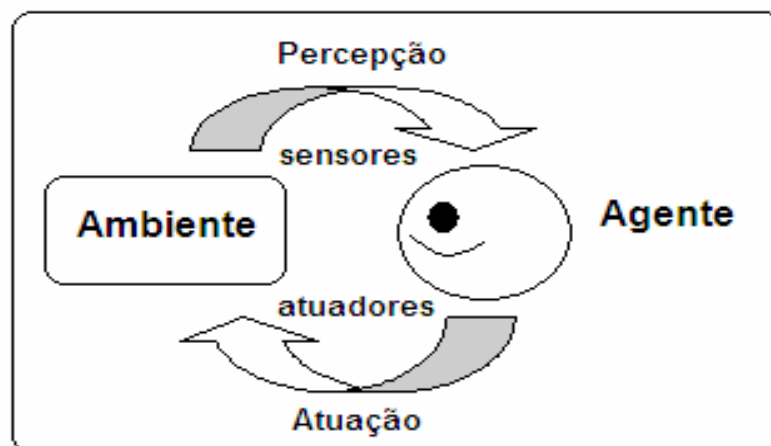 Percepção
sensores
Ambiente
Agente
atuadores
Atuação